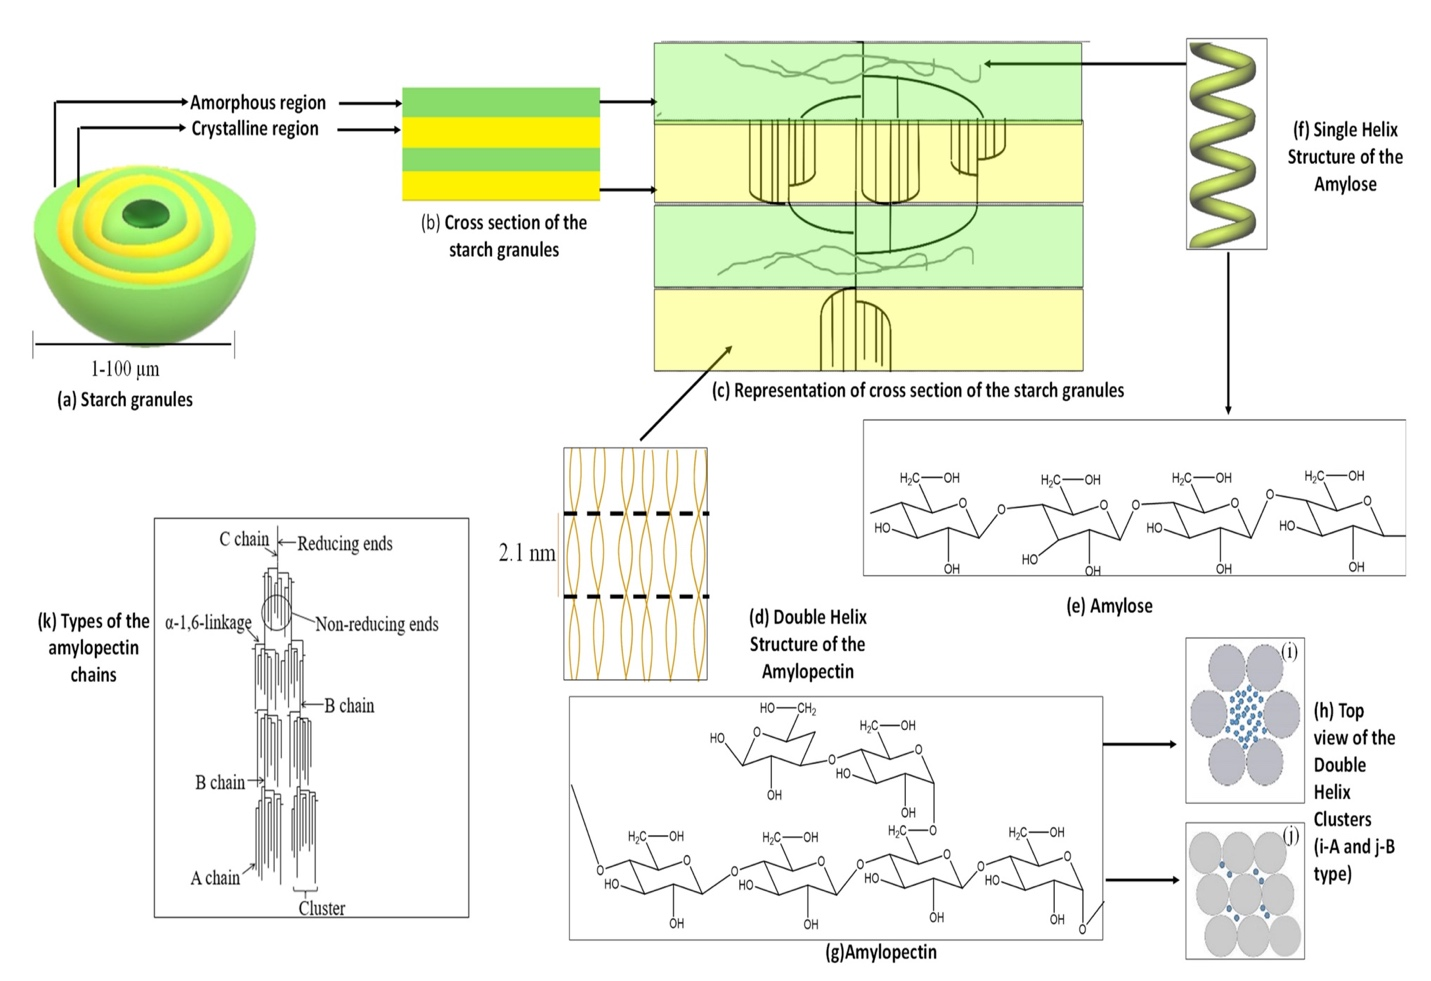 Amorphous region
Crystalline region
1-100 µm
(a) Starch granules
(b) Cross section of the
starch granules
(c) Representation of cross section of the starch granules
(f) Single Helix
Structure of the
Amylose
H₂C—OH
H₂C—OH
H₂C—OH
H₂C—OH
O
O
O
O
O
O
O
HO
HO
HO
HO
OH
OH
OH
OH
(e) Amylose
2.1 nm
(d) Double Helix
Structure of the
Amylopectin
(k) Types of the
amylopectin
chains
C chain
Reducing ends
α-1,6-linkage
Non-reducing ends
B chain
B chain
A chain
Cluster
HO—CH₂
H₂C—OH
HO
O
O
O
HO
OH
OH
H₂C—OH
H₂C—OH
H₂C—O
H₂C—OH
O
O
O
O
O
O
O
O
O
HO
HO
HO
HO
OH
OH
OH
OH
(g)Amylopectin
(i)
(j)
(h) Top
view of the
Double
Helix
Clusters
(i-A and j-B
type)